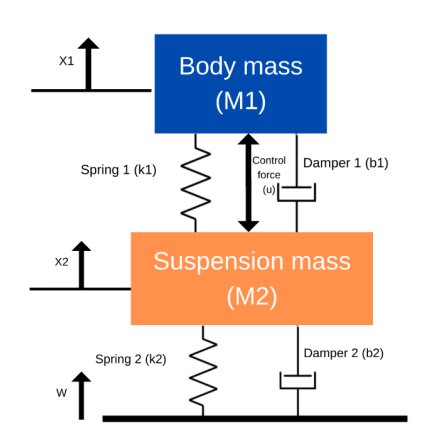 X1
Body mass
(M1)
Spring 1 (k1)
Control
force
(u)
Damper 1 (b1)
X2
Suspension mass
(M2)
Spring 2 (k2)
Damper 2 (b2)
W